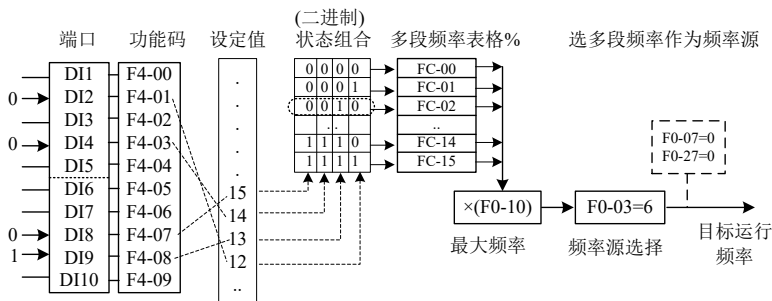 端口
功能码
设定值
(二进制)
状态组合
多段频率表格%
选多段频率作为频率源
DI1
F4-00
0
DI2
F4-01
DI3
F4-02
0
DI4
F4-03
DI5
F4-04
DI6
F4-05
DI7
F4-06
0
DI8
F4-07
1
DI9
F4-08
DI10
F4-09
.
.
.
.
.
.
15
14
13
12
..
0 0 0 0
FC-00
0 0 0 1
FC-01
0 0 1 0
FC-02
..
..
1 1 1 0
FC-14
1 1 1 1
FC-15
×(F0-10)
最大频率
F0-03=6
频率源选择
F0-07=0
F0-27=0
目标运行
频率